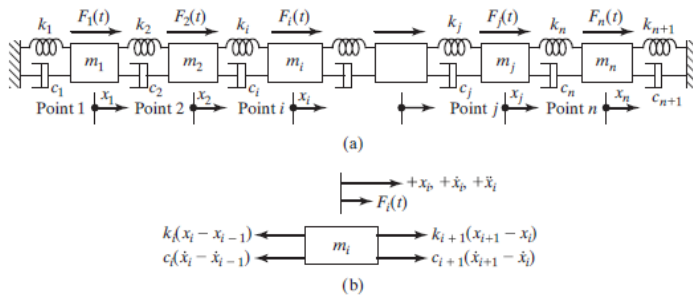 k₁ F₁(t) k₂ F₂(t) kᵢ Fᵢ(t) kⱼ Fⱼ(t) kₙ Fₙ(t) kₙ₊₁
m₁ m₂ mᵢ mⱼ mₙ
c₁ c₂ cᵢ cⱼ cₙ cₙ₊₁
Point 1 x₁ Point 2 x₂ Point i xᵢ Point j xⱼ Point n xₙ
(a)
+xᵢ, +ẋᵢ, +ẍᵢ
Fᵢ(t)
kᵢ(xᵢ − xᵢ₋₁) mᵢ kᵢ₊₁(xᵢ₊₁ − xᵢ)
cᵢ(ẋᵢ − ẋᵢ₋₁) cᵢ₊₁(ẋᵢ₊₁ − ẋᵢ)
(b)